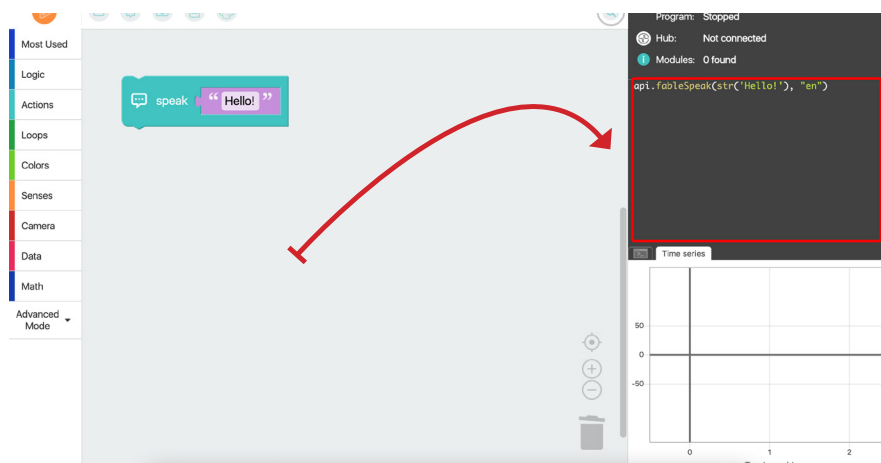 Program: Stopped
Hub: Not connected
Modules: 0 found
Most Used
Logic
Actions
Loops
Colors
Senses
Camera
Data
Math
Advanced
Mode
speak “ Hello! ”
api.fableSpeak(str('Hello!'), "en")
Time series
50
0
-50
0 1 2